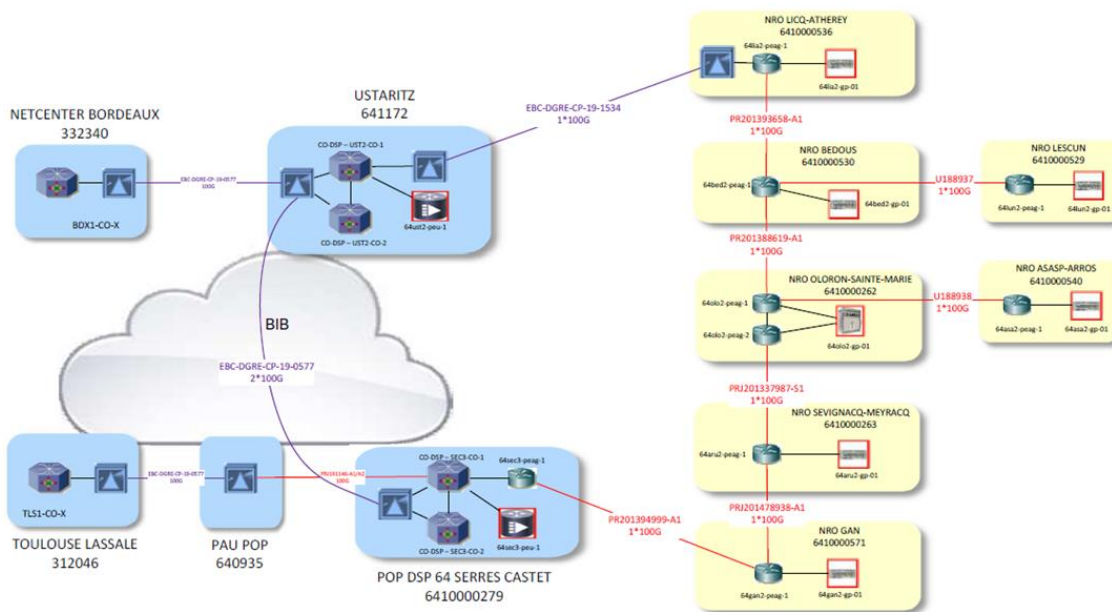 NRO LICQ-ATHEREY
6410000536
64lia2-peag-1
64lia2-gp-01
EBC-DGRE-CP-19-1534
1*100G
PR201393658-A1
1*100G
NETCENTER BORDEAUX
332340
BDX1-CO-X
EBC-DGRE-CP-19-0577
100G
USTARITZ
641172
CO-DSP – UST2-CO-1
CO-DSP – UST2-CO-2
64ust2-peu-1
NRO BEDOUS
6410000530
64bed2-peag-1
64bed2-gp-01
U188937
1*100G
NRO LESCUN
6410000529
64lun2-peag-1
64lun2-gp-01
PR201388619-A1
1*100G
NRO OLORON-SAINTE-MARIE
6410000262
64olo2-peag-1
64olo2-peag-2
64olo2-gp-01
U188938
1*100G
NRO ASASP-ARROS
6410000540
64asa2-peag-1
64asa2-gp-01
BIB
EBC-DGRE-CP-19-0577
2*100G
PRJ201337987-S1
1*100G
NRO SEVIGNACQ-MEYRACQ
6410000263
64aru2-peag-1
64aru2-gp-01
TLS1-CO-X
EBC-DGRE-CP-19-0577
100G
TOULOUSE LASSALE
312046
PAU POP
640935
100G
CO-DSP – SEC3-CO-1
CO-DSP – SEC3-CO-2
64sec3-peag-1
64sec3-peu-1
POP DSP 64 SERRES CASTET
6410000279
PR201394999-A1
1*100G
PRJ201478938-A1
1*100G
NRO GAN
6410000571
64gan2-peag-1
64gan2-gp-01